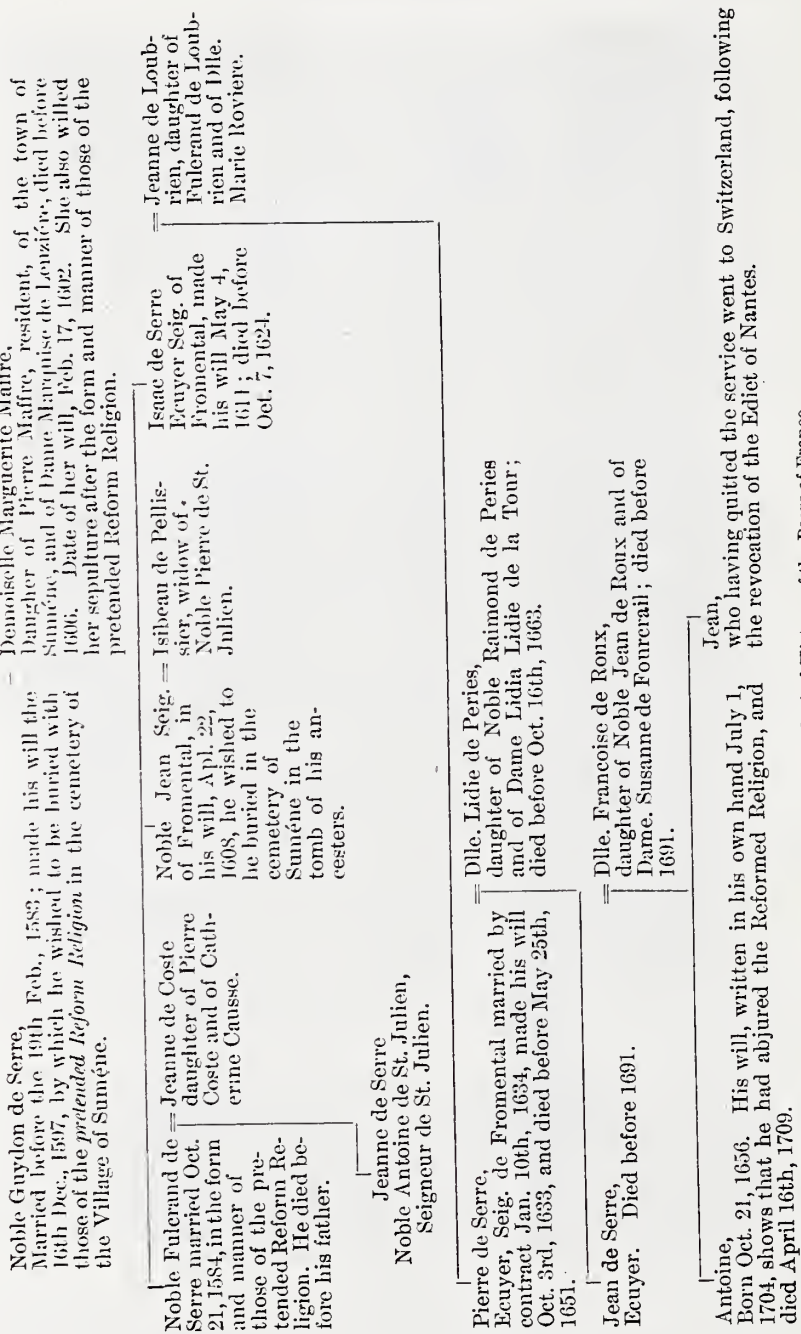 Noble Guydon de Serre,
Married before the 19th Feb., 1583; made his will the
16th Dec., 1597, by which he wished to be buried with
those of the pretended Reform Religion in the cemetery of
the Village of Suméne.
= Demoiselle Marguerite Maffre,
Daugher of Pierre Maffre, resident, of the town of
Suméne, and of Dame Marquise de Leuziére, died before
1606. Date of her will, Feb. 17, 1602. She also willed
her sepulture after the form and manner of those of the
pretended Reform Religion.
Noble Fulcrand de
Serre married Oct.
21, 1584, in the form
and manner of
those of the pre-
tended Reform Re-
ligion. He died be-
fore his father.
= Jeanne de Coste
daughter of Pierre
Coste and of Cath-
erine Causse.
Noble Jean Seig.
of Fromental, in
his will, Apl. 22,
1608, he wished to
be buried in the
cemetery of
Suméne in the
tomb of his an-
cesters.
= Isibeau de Pellis-
sier, widow of
Noble Pierre de St.
Julien.
Isaac de Serre
Ecuyer Seig. of
Fromental, made
his will May 4,
1611; died before
Oct. 7, 1624.
= Jeanne de Loub-
rien, daughter of
Fulcrand de Loub-
rien and of Dlle.
Marie Roviere.
Jeanne de Serre
Noble Antoine de St. Julien,
Seigneur de St. Julien.
Pierre de Serre,
Ecuyer, Seig. de Fromental married by
contract Jan. 10th, 1634, made his will
Oct. 3rd, 1633, and died before May 25th,
1651.
= Dlle. Lidie de Peries,
daughter of Noble Raimond de Peries
and of Dame Lidia Lidie de la Tour;
died before Oct. 16th, 1663.
Jean de Serre,
Ecuyer. Died before 1691.
= Dlle. Francoise de Roux,
daughter of Noble Jean de Roux and of
Dame. Susanne de Fourcrail; died before
1691.
Antoine,
Born Oct. 21, 1656. His will, written in his own hand July 1,
1704, shows that he had abjured the Reformed Religion, and
died April 16th, 1709.
Jean,
who having quitted the service went to Switzerland, following
the revocation of the Edict of Nantes.
of France